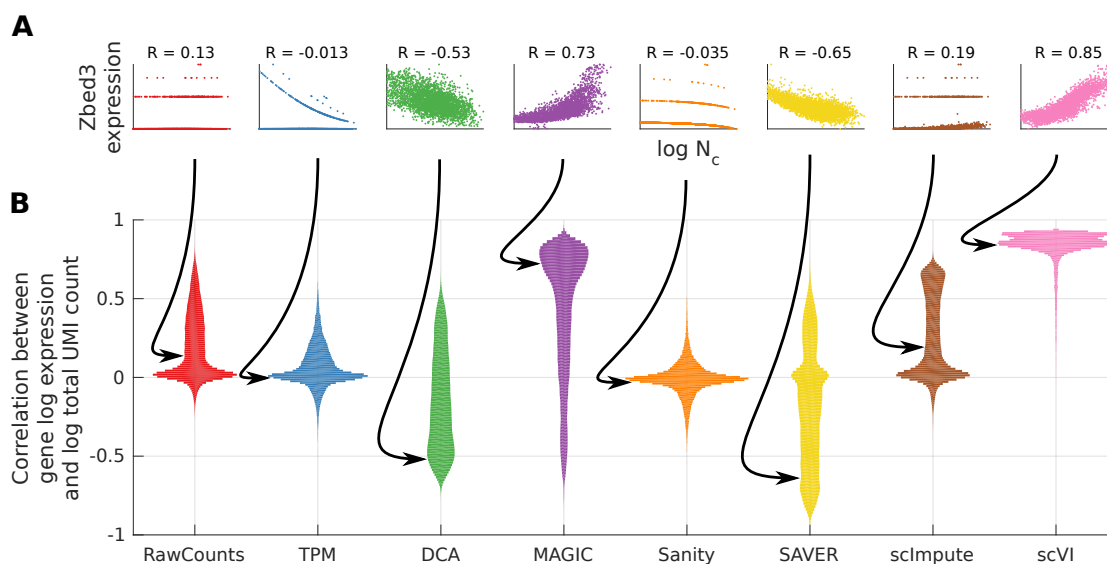 A
R = 0.13
R = -0.013
R = -0.53
R = 0.73
R = -0.035
R = -0.65
R = 0.19
R = 0.85
Zbed3
expression
log N_c
B
Correlation between
gene log expression
and log total UMI count
1
0.5
0
-0.5
-1
RawCounts
TPM
DCA
MAGIC
Sanity
SAVER
scImpute
scVI